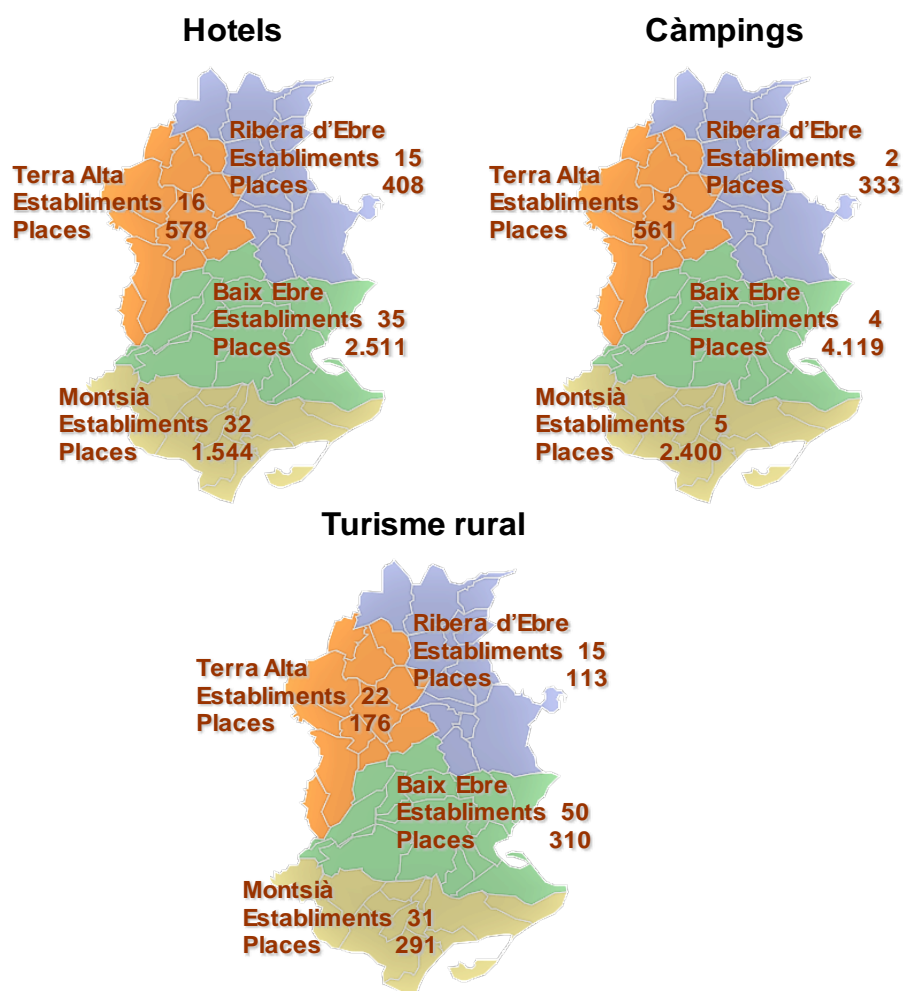 Hotels
Ribera d'Ebre
Establiments 15
Places 408
Terra Alta
Establiments 16
Places 578
Baix Ebre
Establiments 35
Places 2.511
Montsià
Establiments 32
Places 1.544
Càmpings
Ribera d'Ebre
Establiments 2
Places 333
Terra Alta
Establiments 3
Places 561
Baix Ebre
Establiments 4
Places 4.119
Montsià
Establiments 5
Places 2.400
Turisme rural
Ribera d'Ebre
Establiments 15
Places 113
Terra Alta
Establiments 22
Places 176
Baix Ebre
Establiments 50
Places 310
Montsià
Establiments 31
Places 291